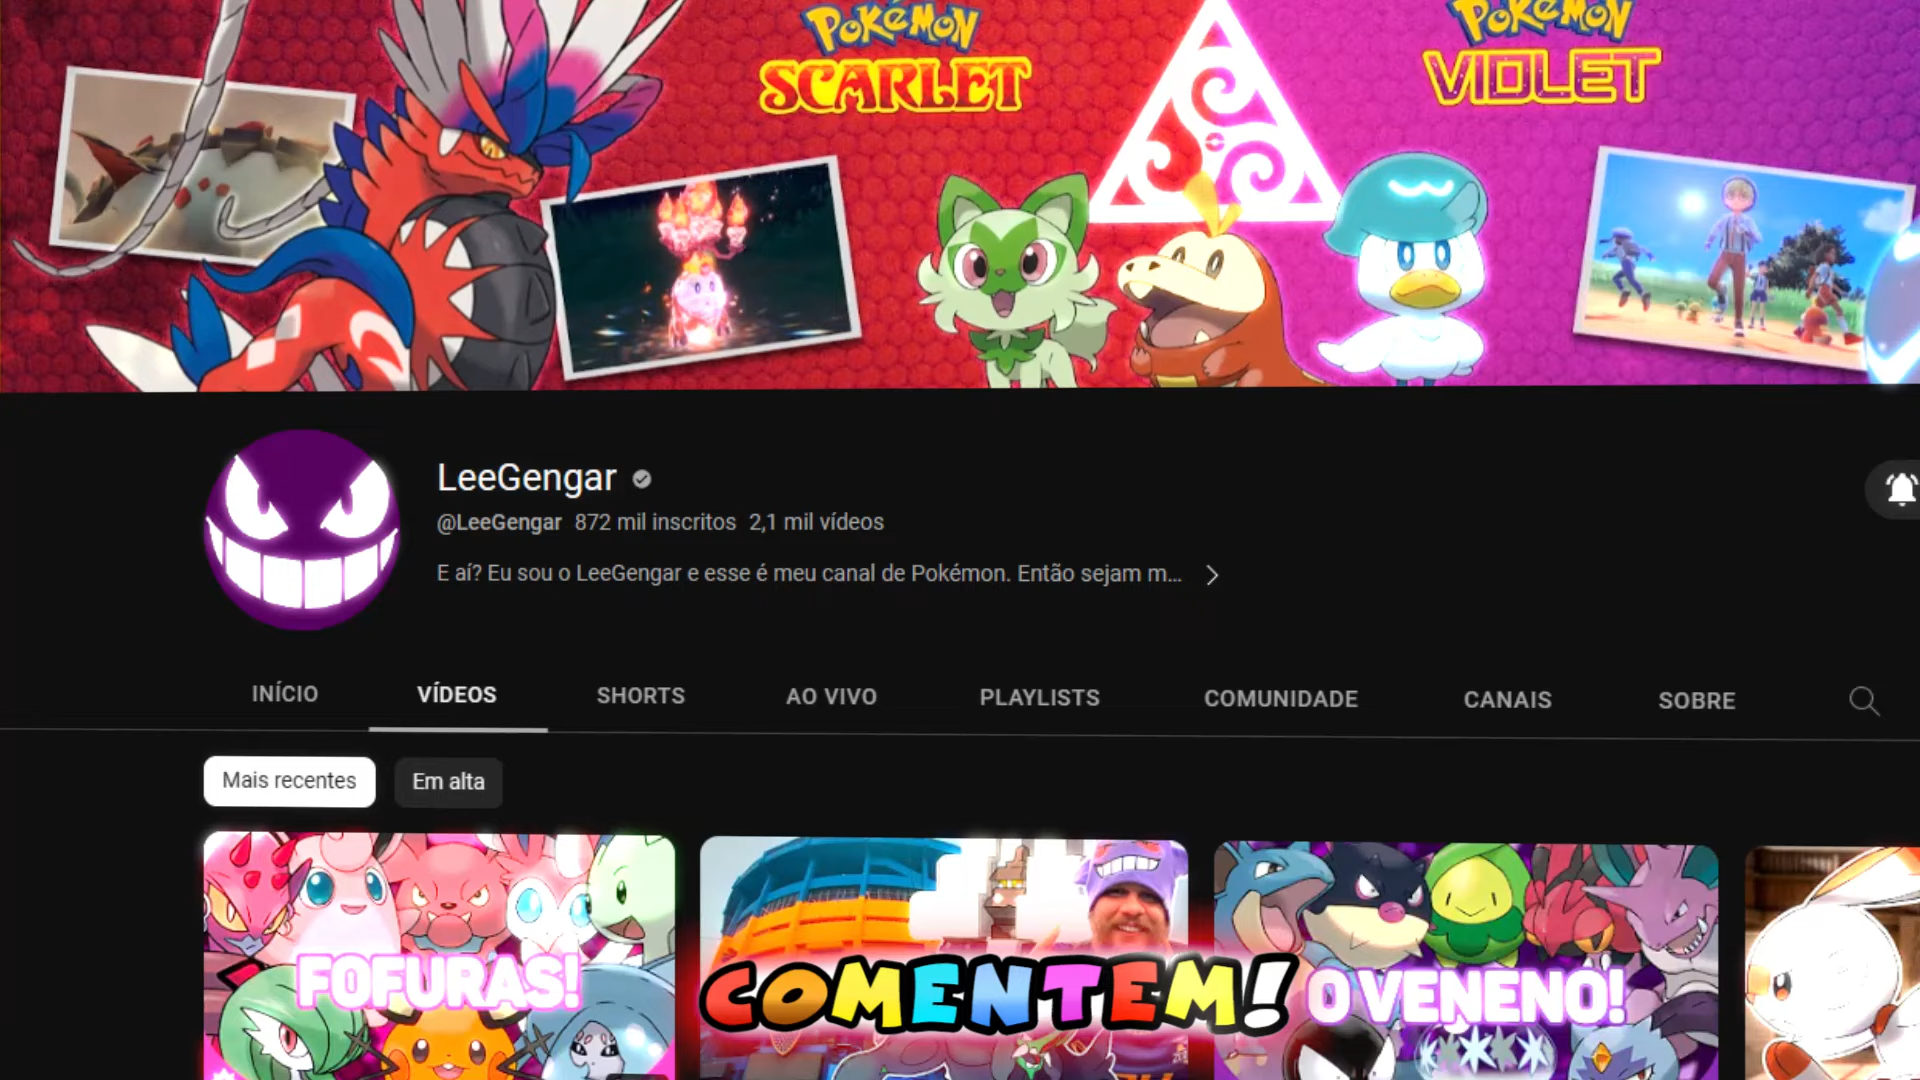 POKÉMON
SCARLET
POKÉMON
VIOLET
LeeGengar
@LeeGengar 872 mil inscritos 2,1 mil vídeos
E aí? Eu sou o LeeGengar e esse é meu canal de Pokémon. Então sejam m...
INÍCIO VÍDEOS SHORTS AO VIVO PLAYLISTS COMUNIDADE CANAIS SOBRE
Mais recentes Em alta
FOFURAS!
COMENTEM!
O VENENO!